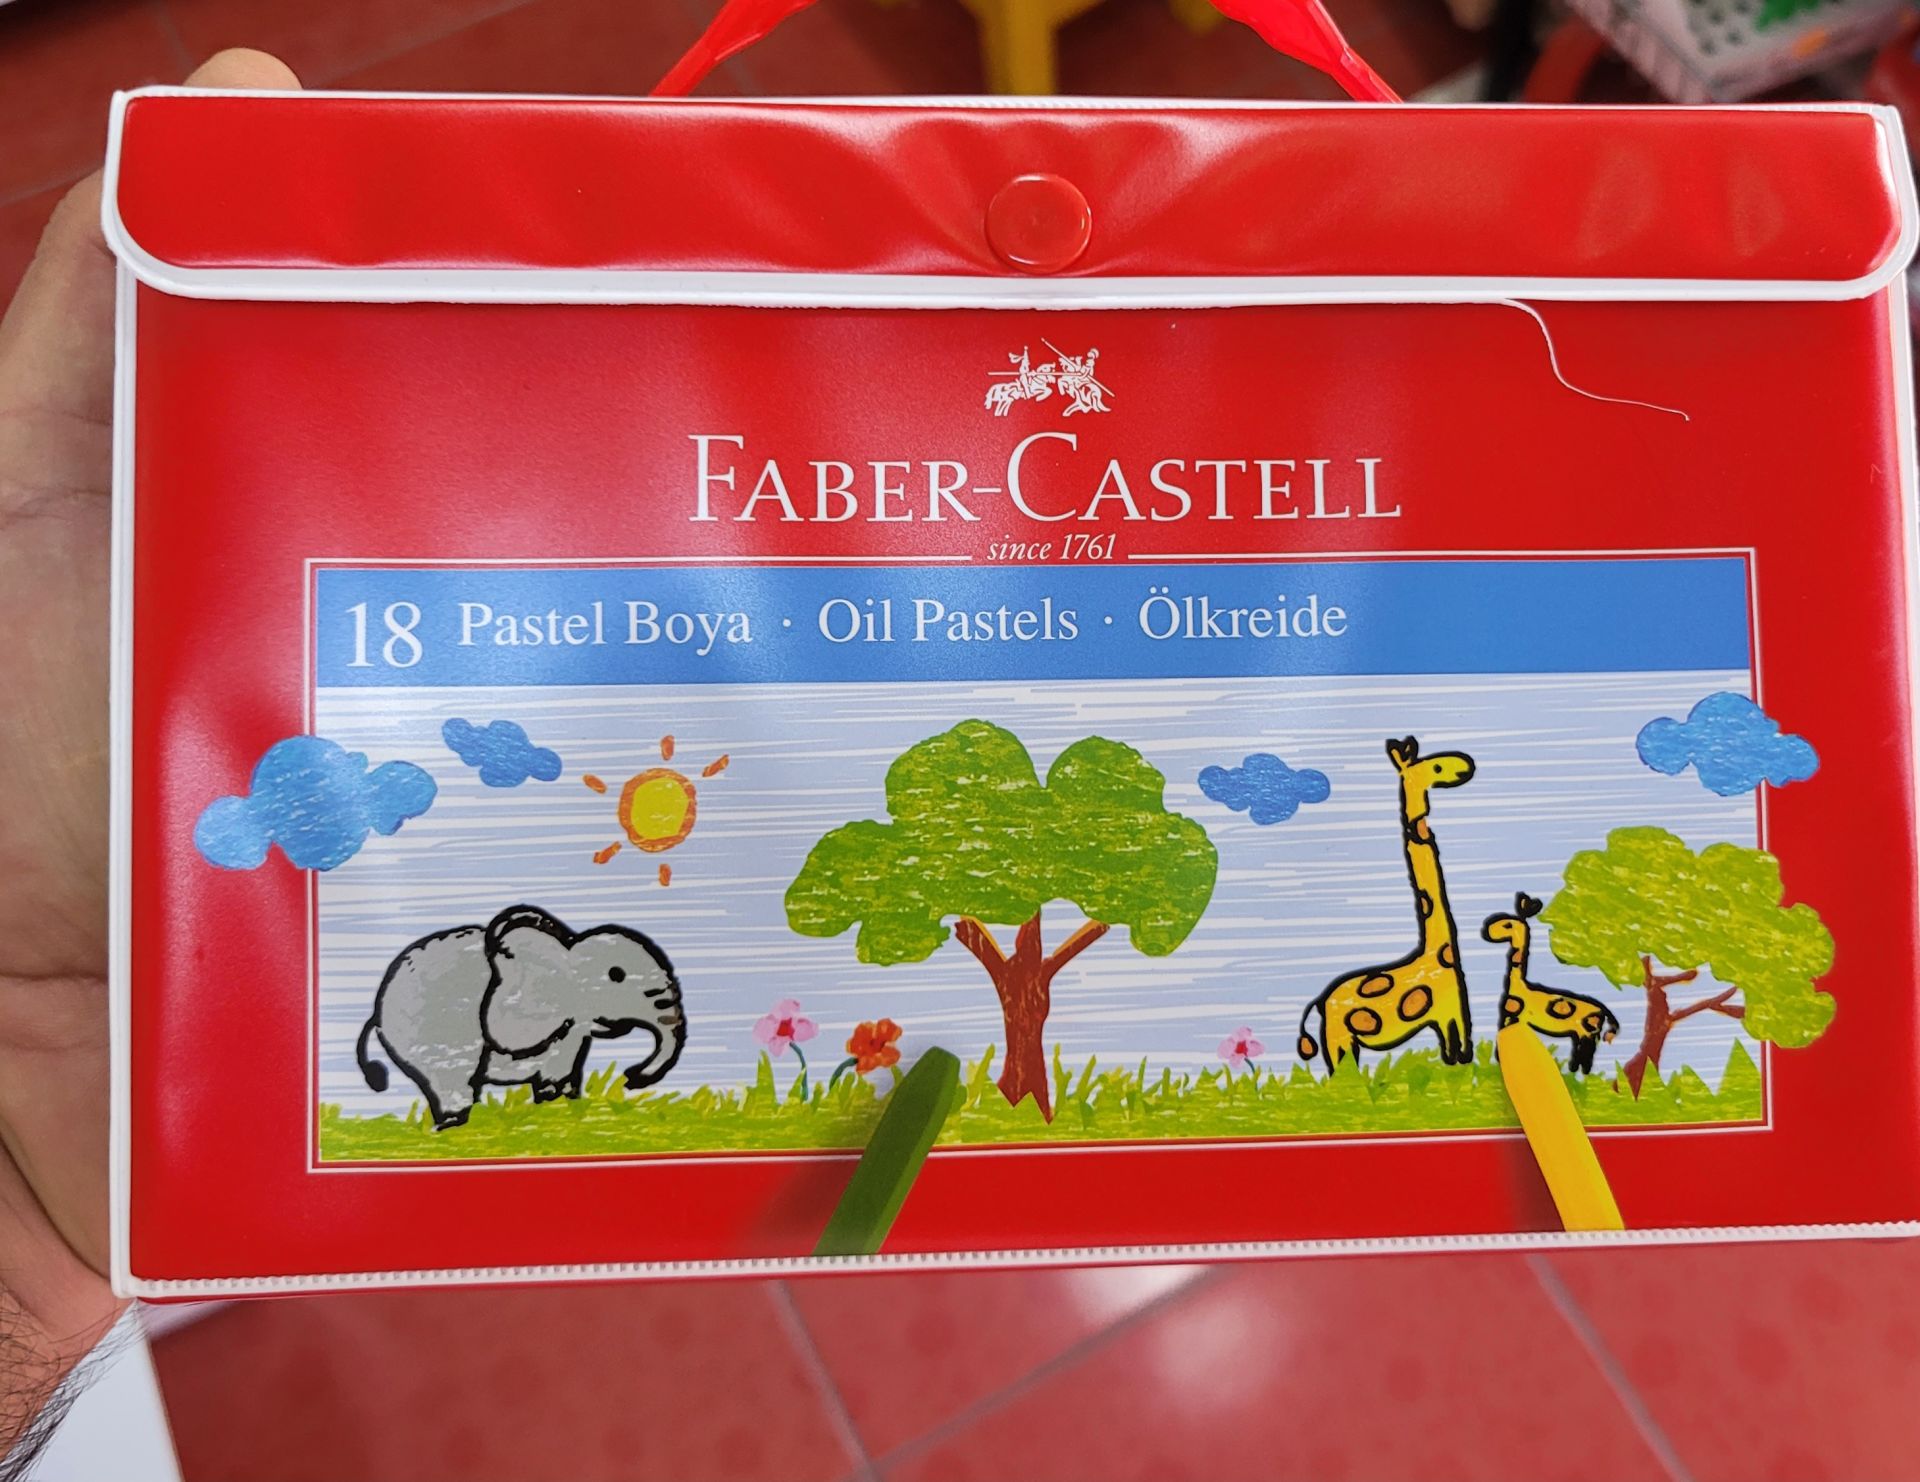 FABER-CASTELL
since 1761
18 Pastel Boya · Oil Pastels · Ölkreide